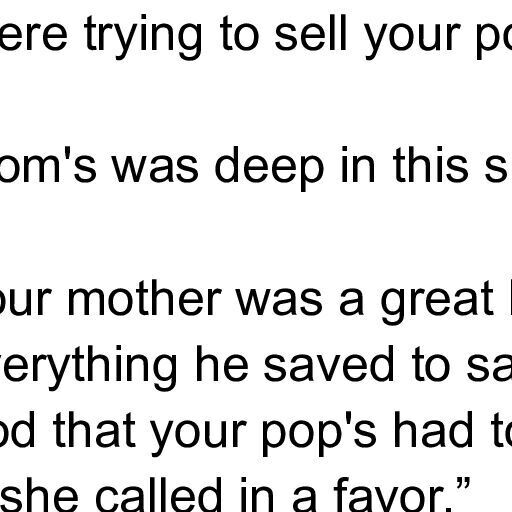 ere trying to sell your po
om's was deep in this s
our mother was a great
verything he saved to sa
od that your pop's had to
she called in a favor.”